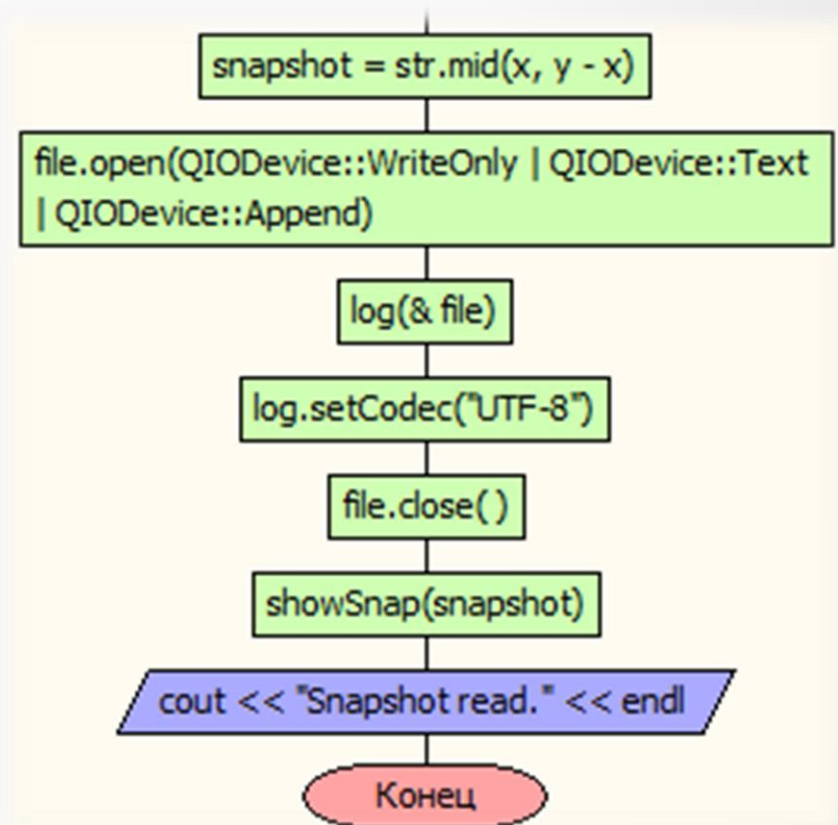 snapshot = str.mid(x, y - x)
file.open(QIODevice::WriteOnly | QIODevice::Text
| QIODevice::Append)
log(& file)
log.setCodec("UTF-8")
file.close( )
showSnap(snapshot)
cout << "Snapshot read." << endl
Конец